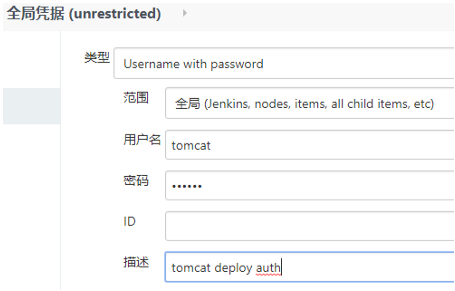 全局凭据 (unrestricted)
类型 Username with password
范围 全局 (Jenkins, nodes, items, all child items, etc)
用户名 tomcat
密码 ••••••
ID
描述 tomcat deploy auth